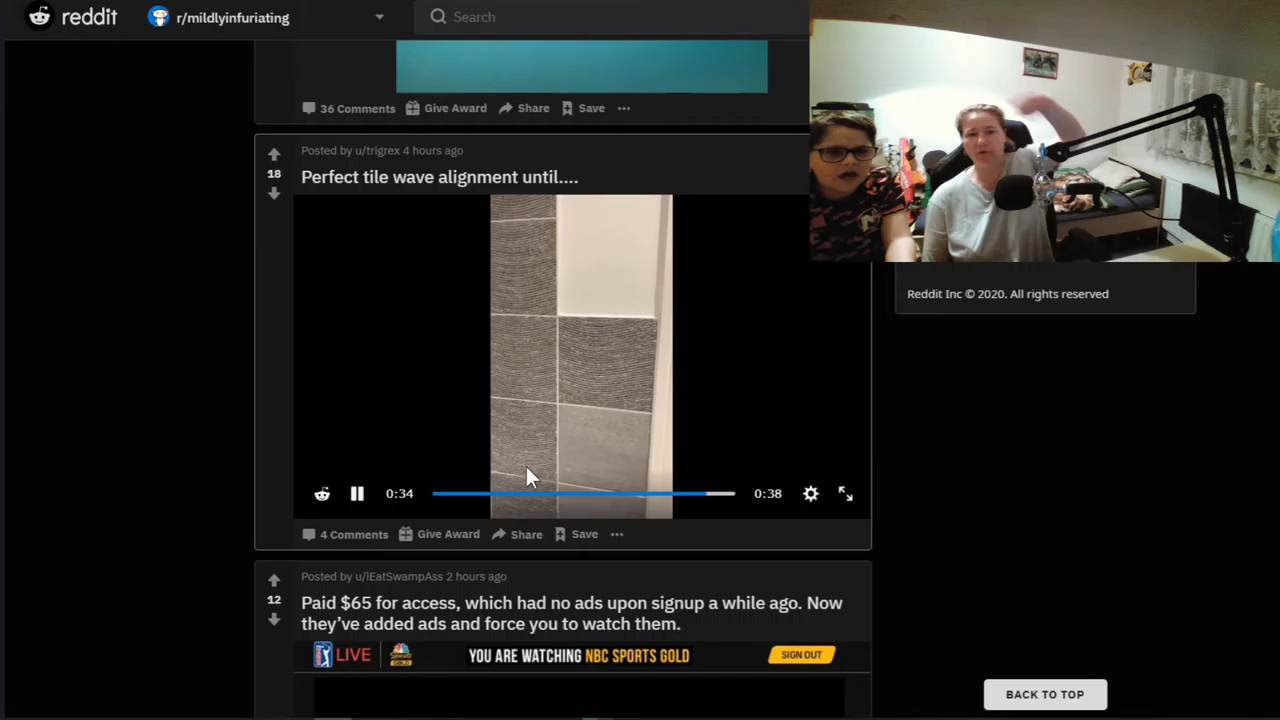 reddit
r/mildlyinfuriating
Search
36 Comments Give Award Share Save
Posted by u/trigrex 4 hours ago
18
Perfect tile wave alignment until....
0:34
0:38
4 Comments Give Award Share Save
Reddit Inc © 2020. All rights reserved
Posted by u/iEatSwampAss 2 hours ago
12
Paid $65 for access, which had no ads upon signup a while ago. Now
they've added ads and force you to watch them.
LIVE
YOU ARE WATCHING NBC SPORTS GOLD
SIGN OUT
BACK TO TOP